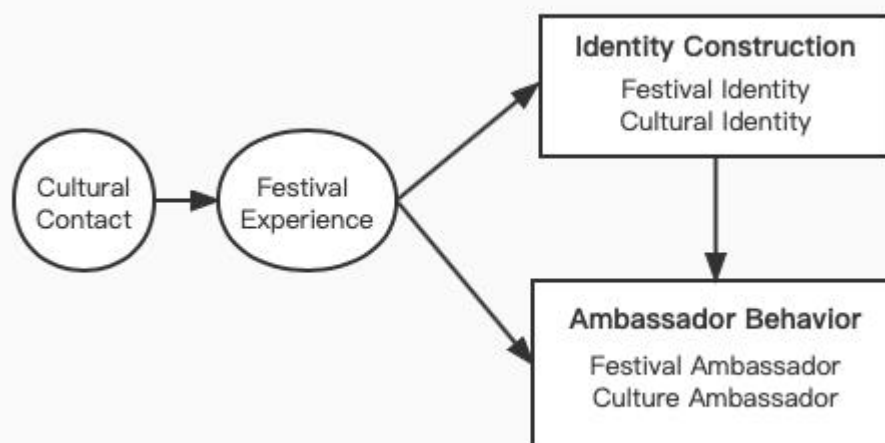 Cultural
Contact
Festival
Experience
Identity Construction
Festival Identity
Cultural Identity
Ambassador Behavior
Festival Ambassador
Culture Ambassador